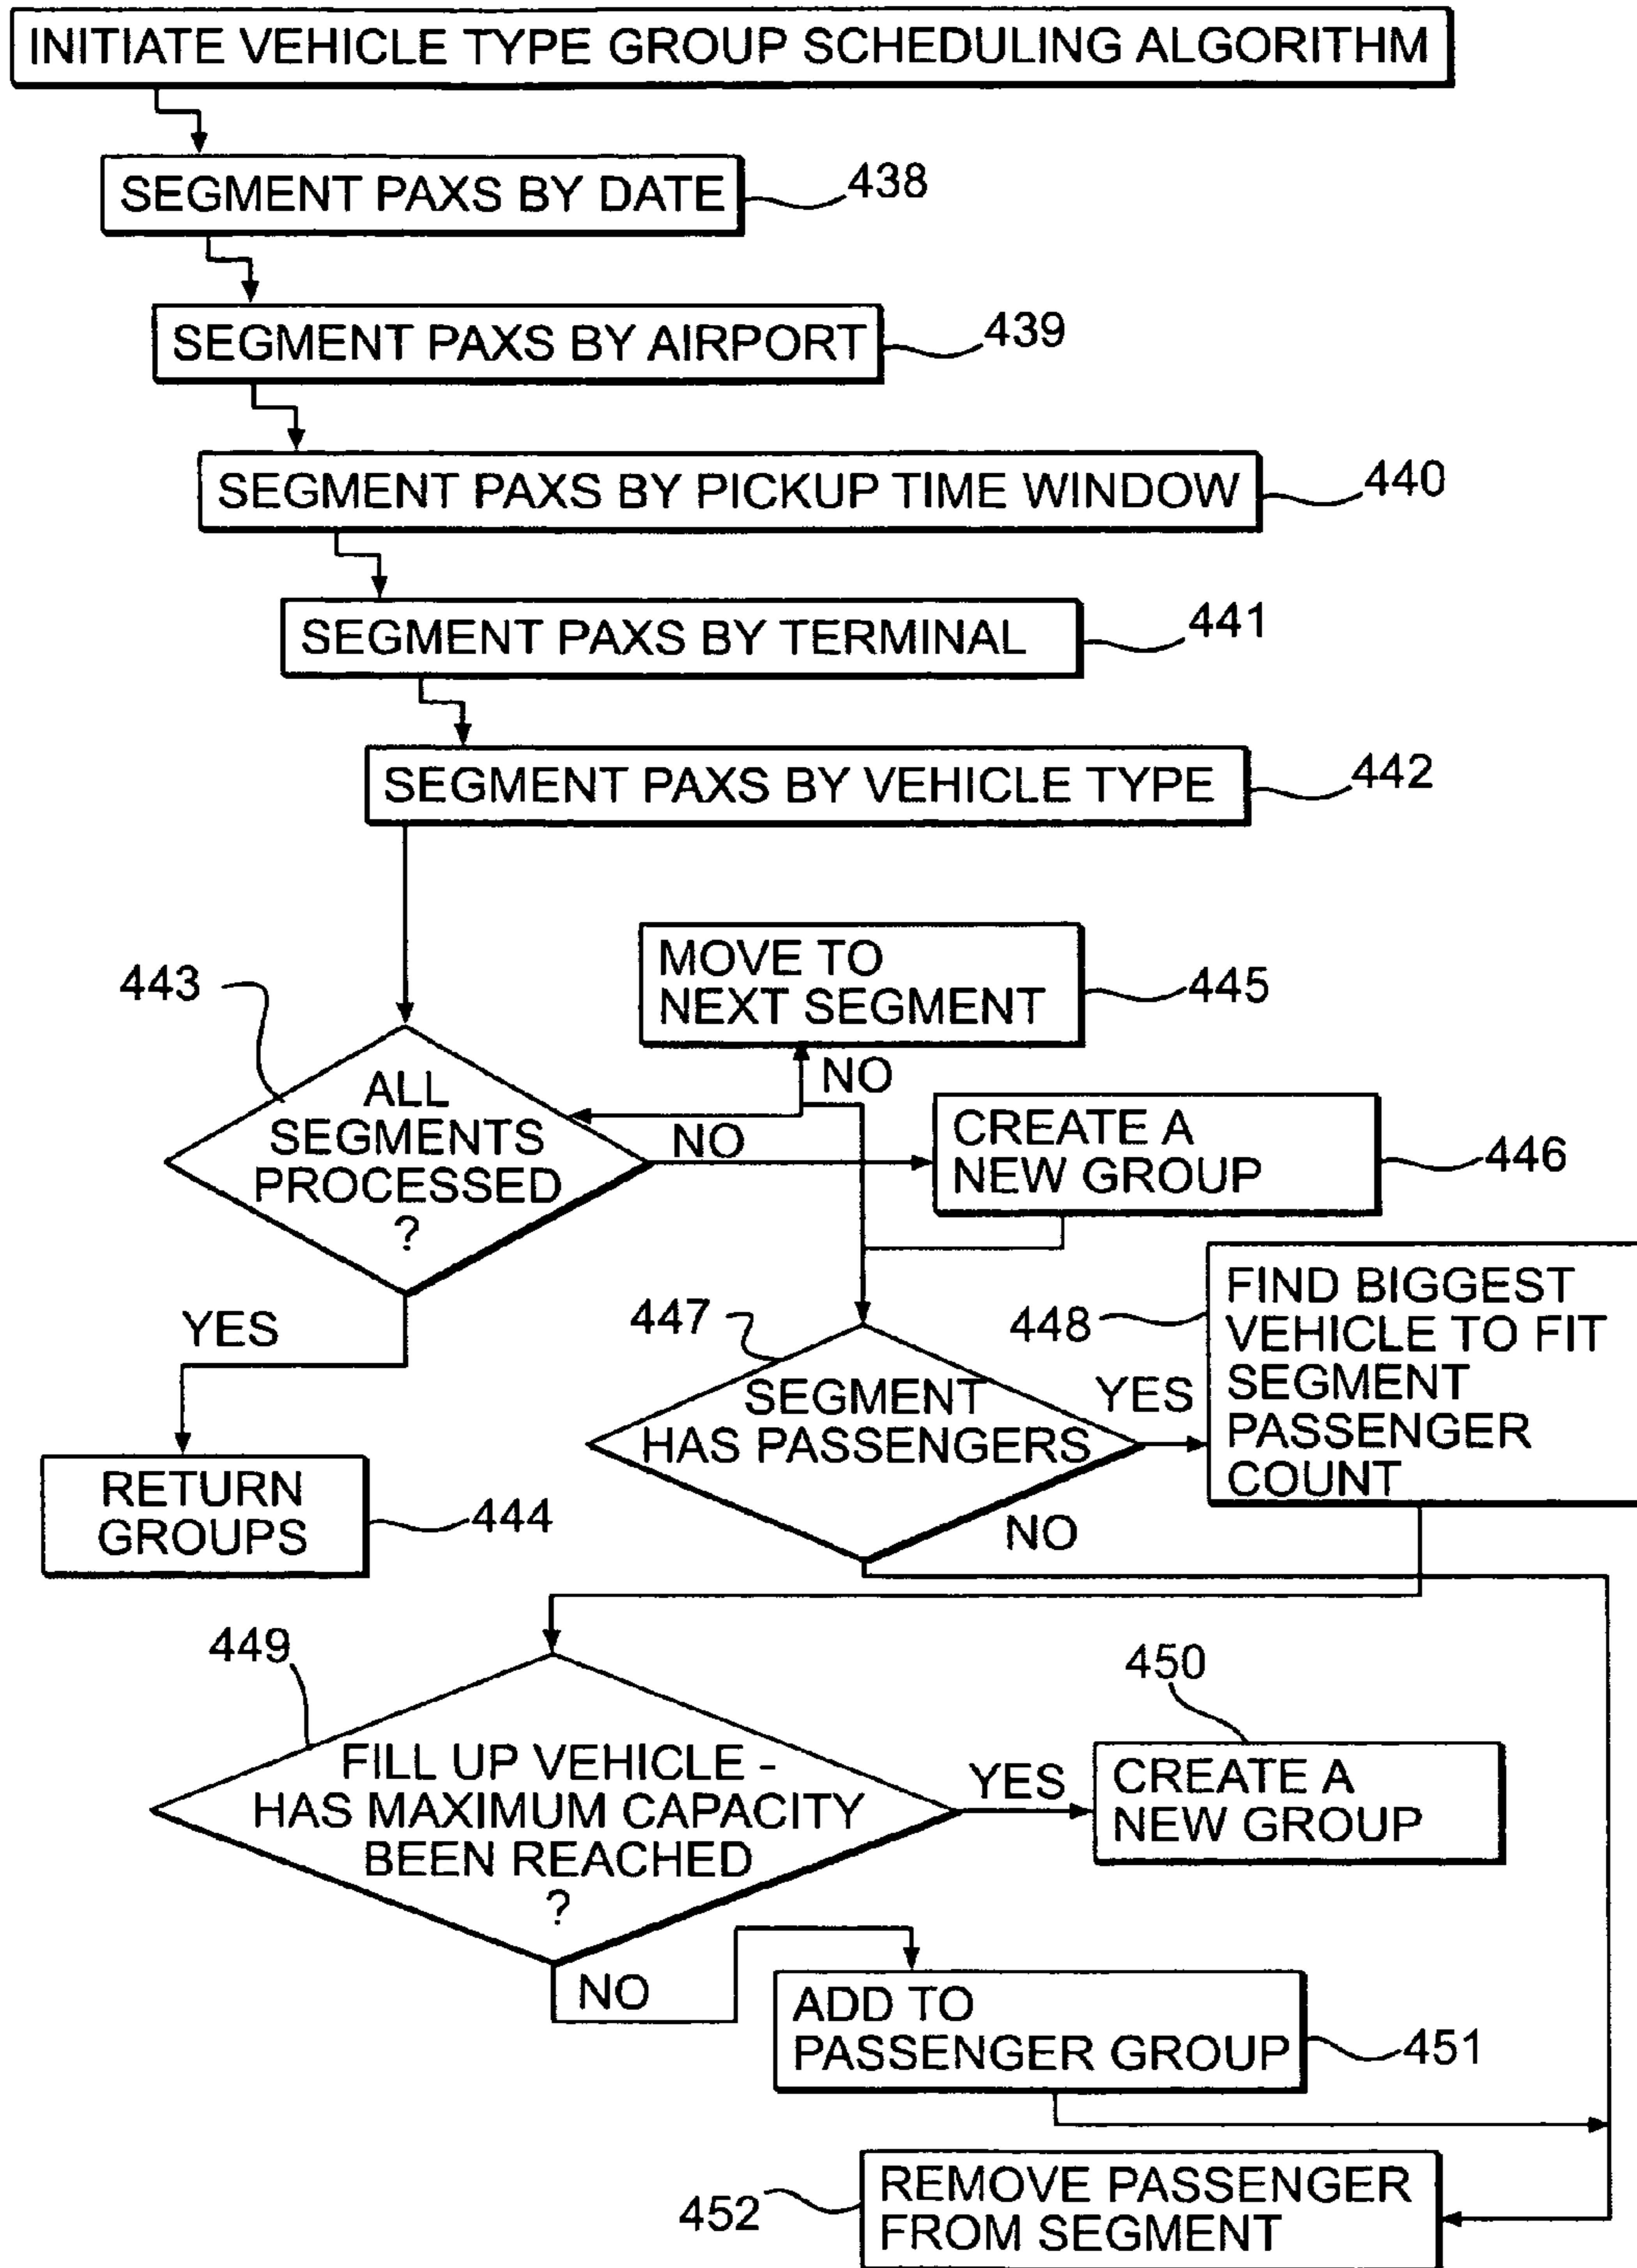 INITIATE VEHICLE TYPE GROUP SCHEDULING ALGORITHM
SEGMENT PAXS BY DATE
438
SEGMENT PAXS BY AIRPORT
439
SEGMENT PAXS BY PICKUP TIME WINDOW
440
SEGMENT PAXS BY TERMINAL
441
SEGMENT PAXS BY VEHICLE TYPE
442
443
ALL
SEGMENTS
PROCESSED
?
MOVE TO
NEXT SEGMENT
445
NO
NO
CREATE A
NEW GROUP
446
YES
RETURN
GROUPS
444
447
SEGMENT
HAS PASSENGERS
YES
NO
448
FIND BIGGEST
VEHICLE TO FIT
SEGMENT
PASSENGER
COUNT
449
FILL UP VEHICLE -
HAS MAXIMUM CAPACITY
BEEN REACHED
?
YES
450
CREATE A
NEW GROUP
NO
ADD TO
PASSENGER GROUP
451
452
REMOVE PASSENGER
FROM SEGMENT